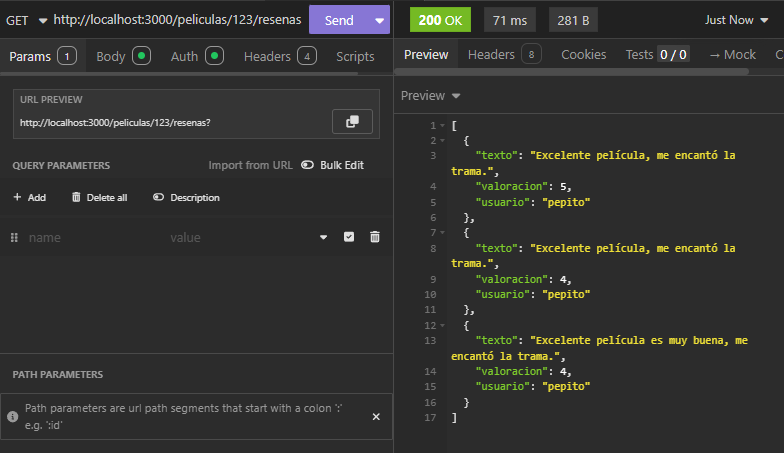 GET http://localhost:3000/peliculas/123/resenas Send
Params 1 Body Auth Headers 4 Scripts
URL PREVIEW
http://localhost:3000/peliculas/123/resenas?
QUERY PARAMETERS Import from URL Bulk Edit
+ Add Delete all Description
name value
PATH PARAMETERS
Path parameters are url path segments that start with a colon ':'
e.g. ':id'
200 OK 71 ms 281 B Just Now
Preview Headers 8 Cookies Tests 0 / 0 → Mock C
Preview
1 [
2 {
3 "texto": "Excelente película, me encantó la
trama.",
4 "valoracion": 5,
5 "usuario": "pepito"
6 },
7 {
8 "texto": "Excelente película, me encantó la
trama.",
9 "valoracion": 4,
10 "usuario": "pepito"
11 },
12 {
13 "texto": "Excelente película es muy buena, me
encantó la trama.",
14 "valoracion": 4,
15 "usuario": "pepito"
16 }
17 ]